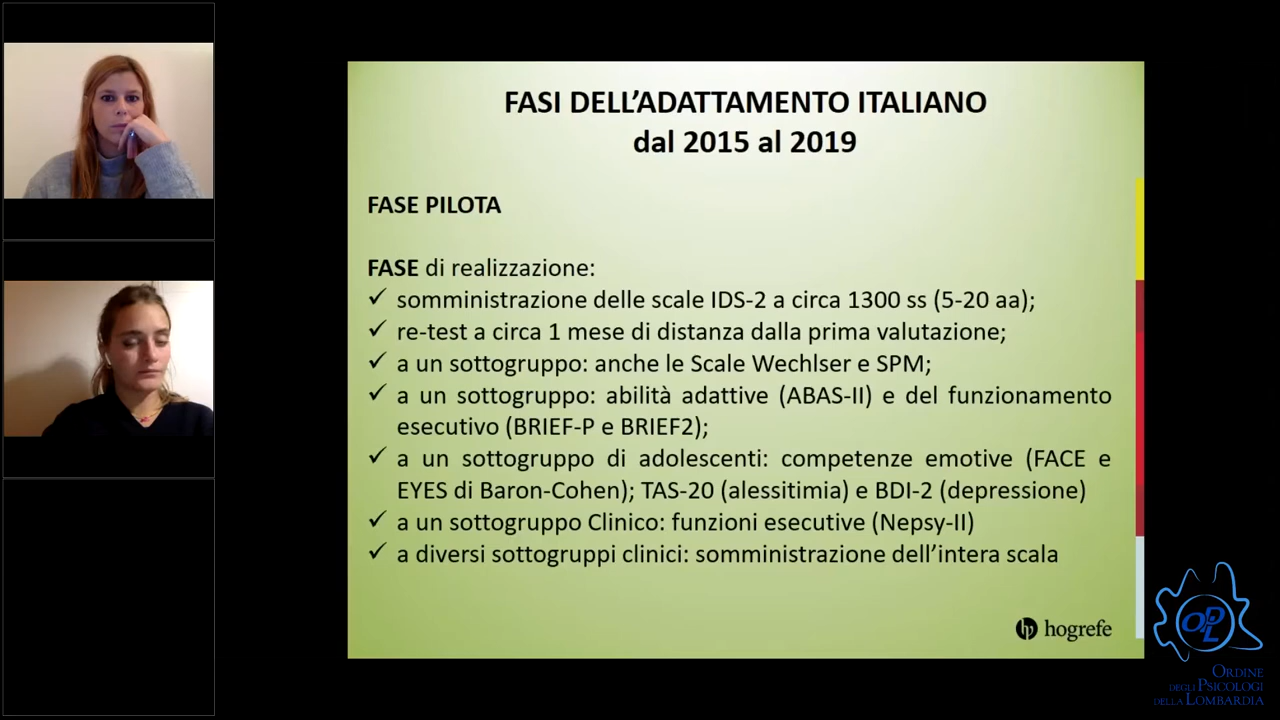 FASI DELL’ADATTAMENTO ITALIANO
dal 2015 al 2019
FASE PILOTA
FASE di realizzazione:
✓ somministrazione delle scale IDS-2 a circa 1300 ss (5-20 aa);
✓ re-test a circa 1 mese di distanza dalla prima valutazione;
✓ a un sottogruppo: anche le Scale Wechlser e SPM;
✓ a un sottogruppo: abilità adattive (ABAS-II) e del funzionamento
esecutivo (BRIEF-P e BRIEF2);
✓ a un sottogruppo di adolescenti: competenze emotive (FACE e
EYES di Baron-Cohen); TAS-20 (alessitimia) e BDI-2 (depressione)
✓ a un sottogruppo Clinico: funzioni esecutive (Nepsy-II)
✓ a diversi sottogruppi clinici: somministrazione dell’intera scala
hogrefe
OPL
ORDINE
DEGLI PSICOLOGI
DELLA LOMBARDIA